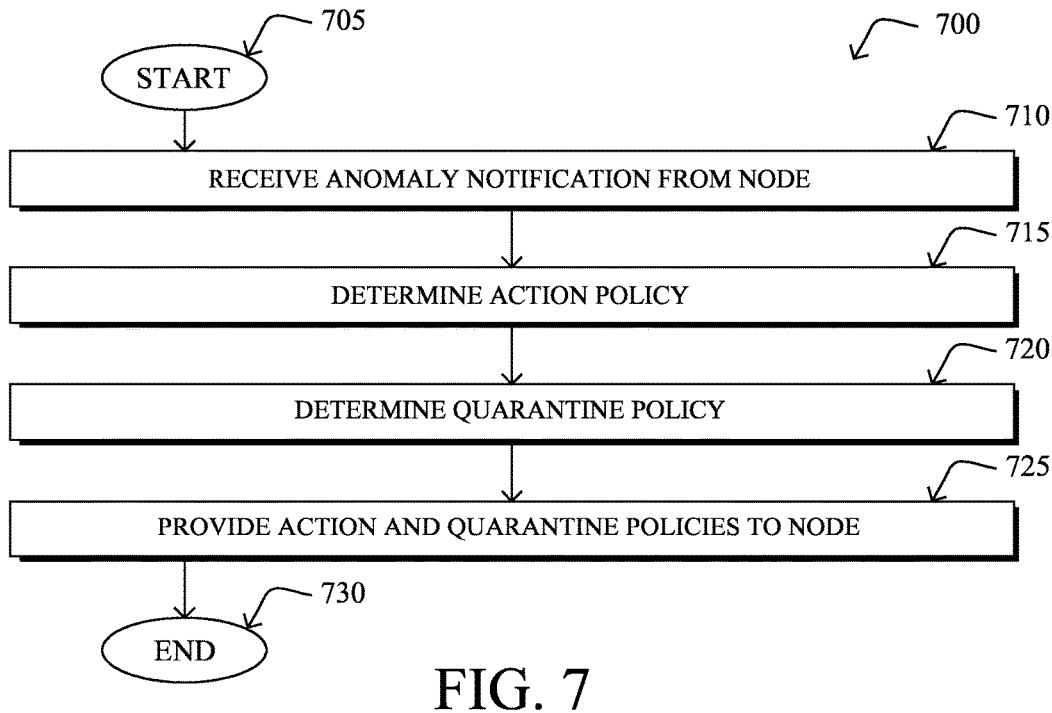 705
700
START
710
RECEIVE ANOMALY NOTIFICATION FROM NODE
715
DETERMINE ACTION POLICY
720
DETERMINE QUARANTINE POLICY
725
PROVIDE ACTION AND QUARANTINE POLICIES TO NODE
730
END
FIG. 7